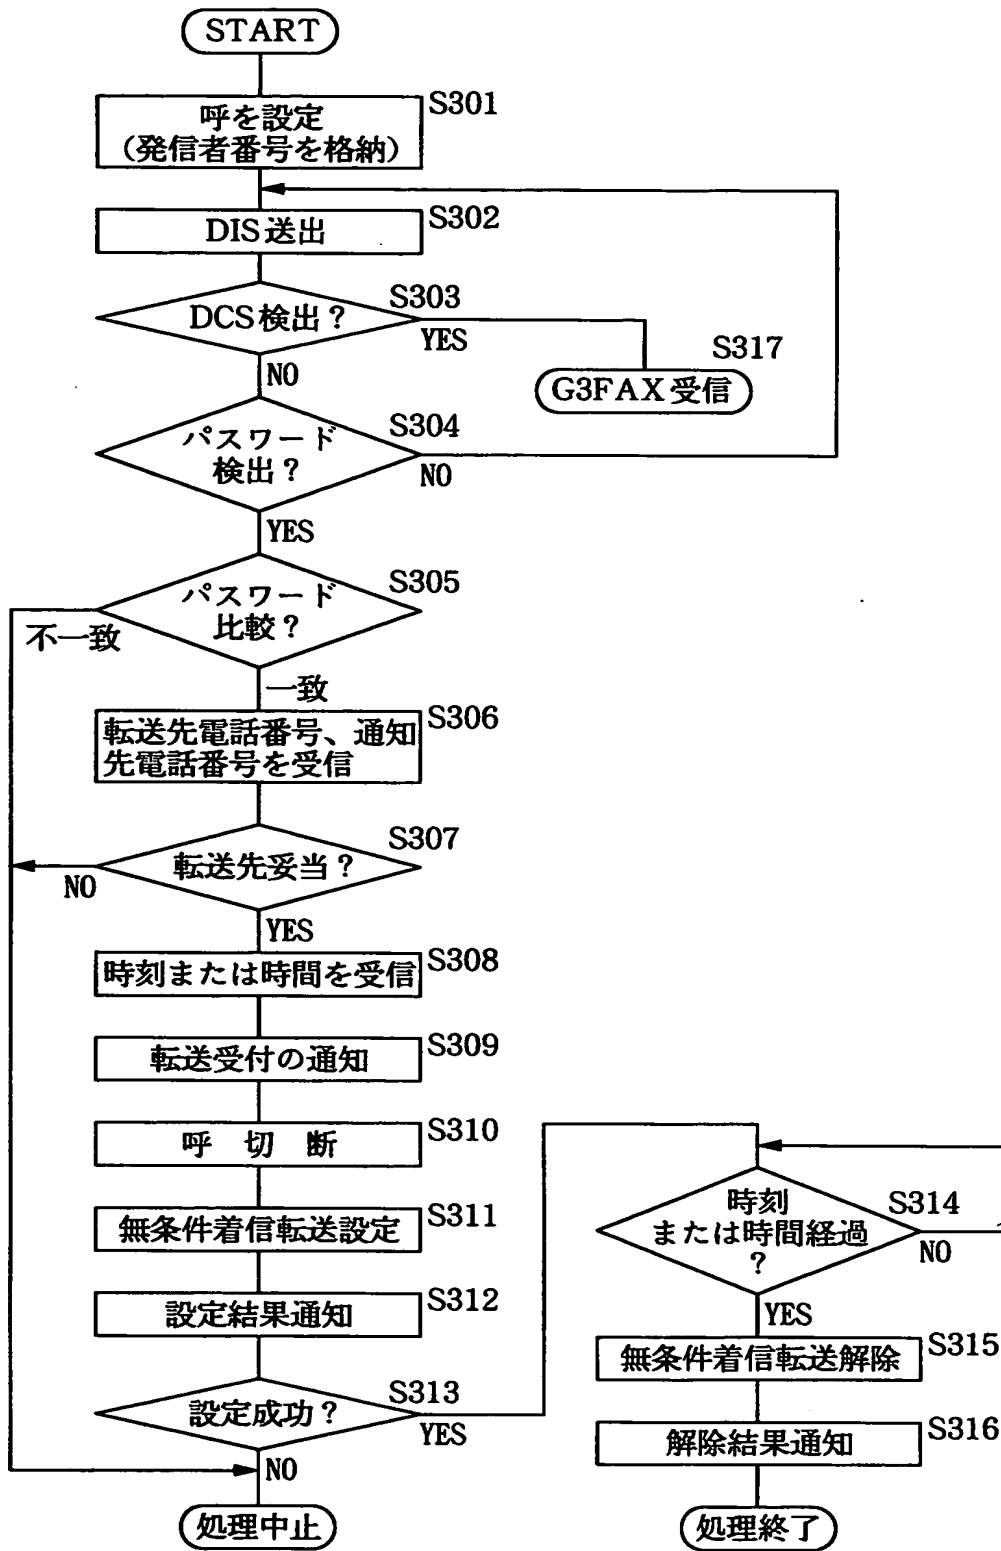 START
呼を設定
(発信者番号を格納)
S301
DIS送出
S302
DCS検出?
S303
YES
NO
S317
G3FAX受信
パスワード
検出?
S304
NO
YES
パスワード
比較?
S305
不一致
一致
転送先電話番号、通知
先電話番号を受信
S306
転送先妥当?
S307
NO
YES
時刻または時間を受信
S308
転送受付の通知
S309
呼 切 断
S310
無条件着信転送設定
S311
設定結果通知
S312
設定成功?
S313
YES
NO
処理中止
時刻
または時間経過
?
S314
NO
YES
無条件着信転送解除
S315
解除結果通知
S316
処理終了